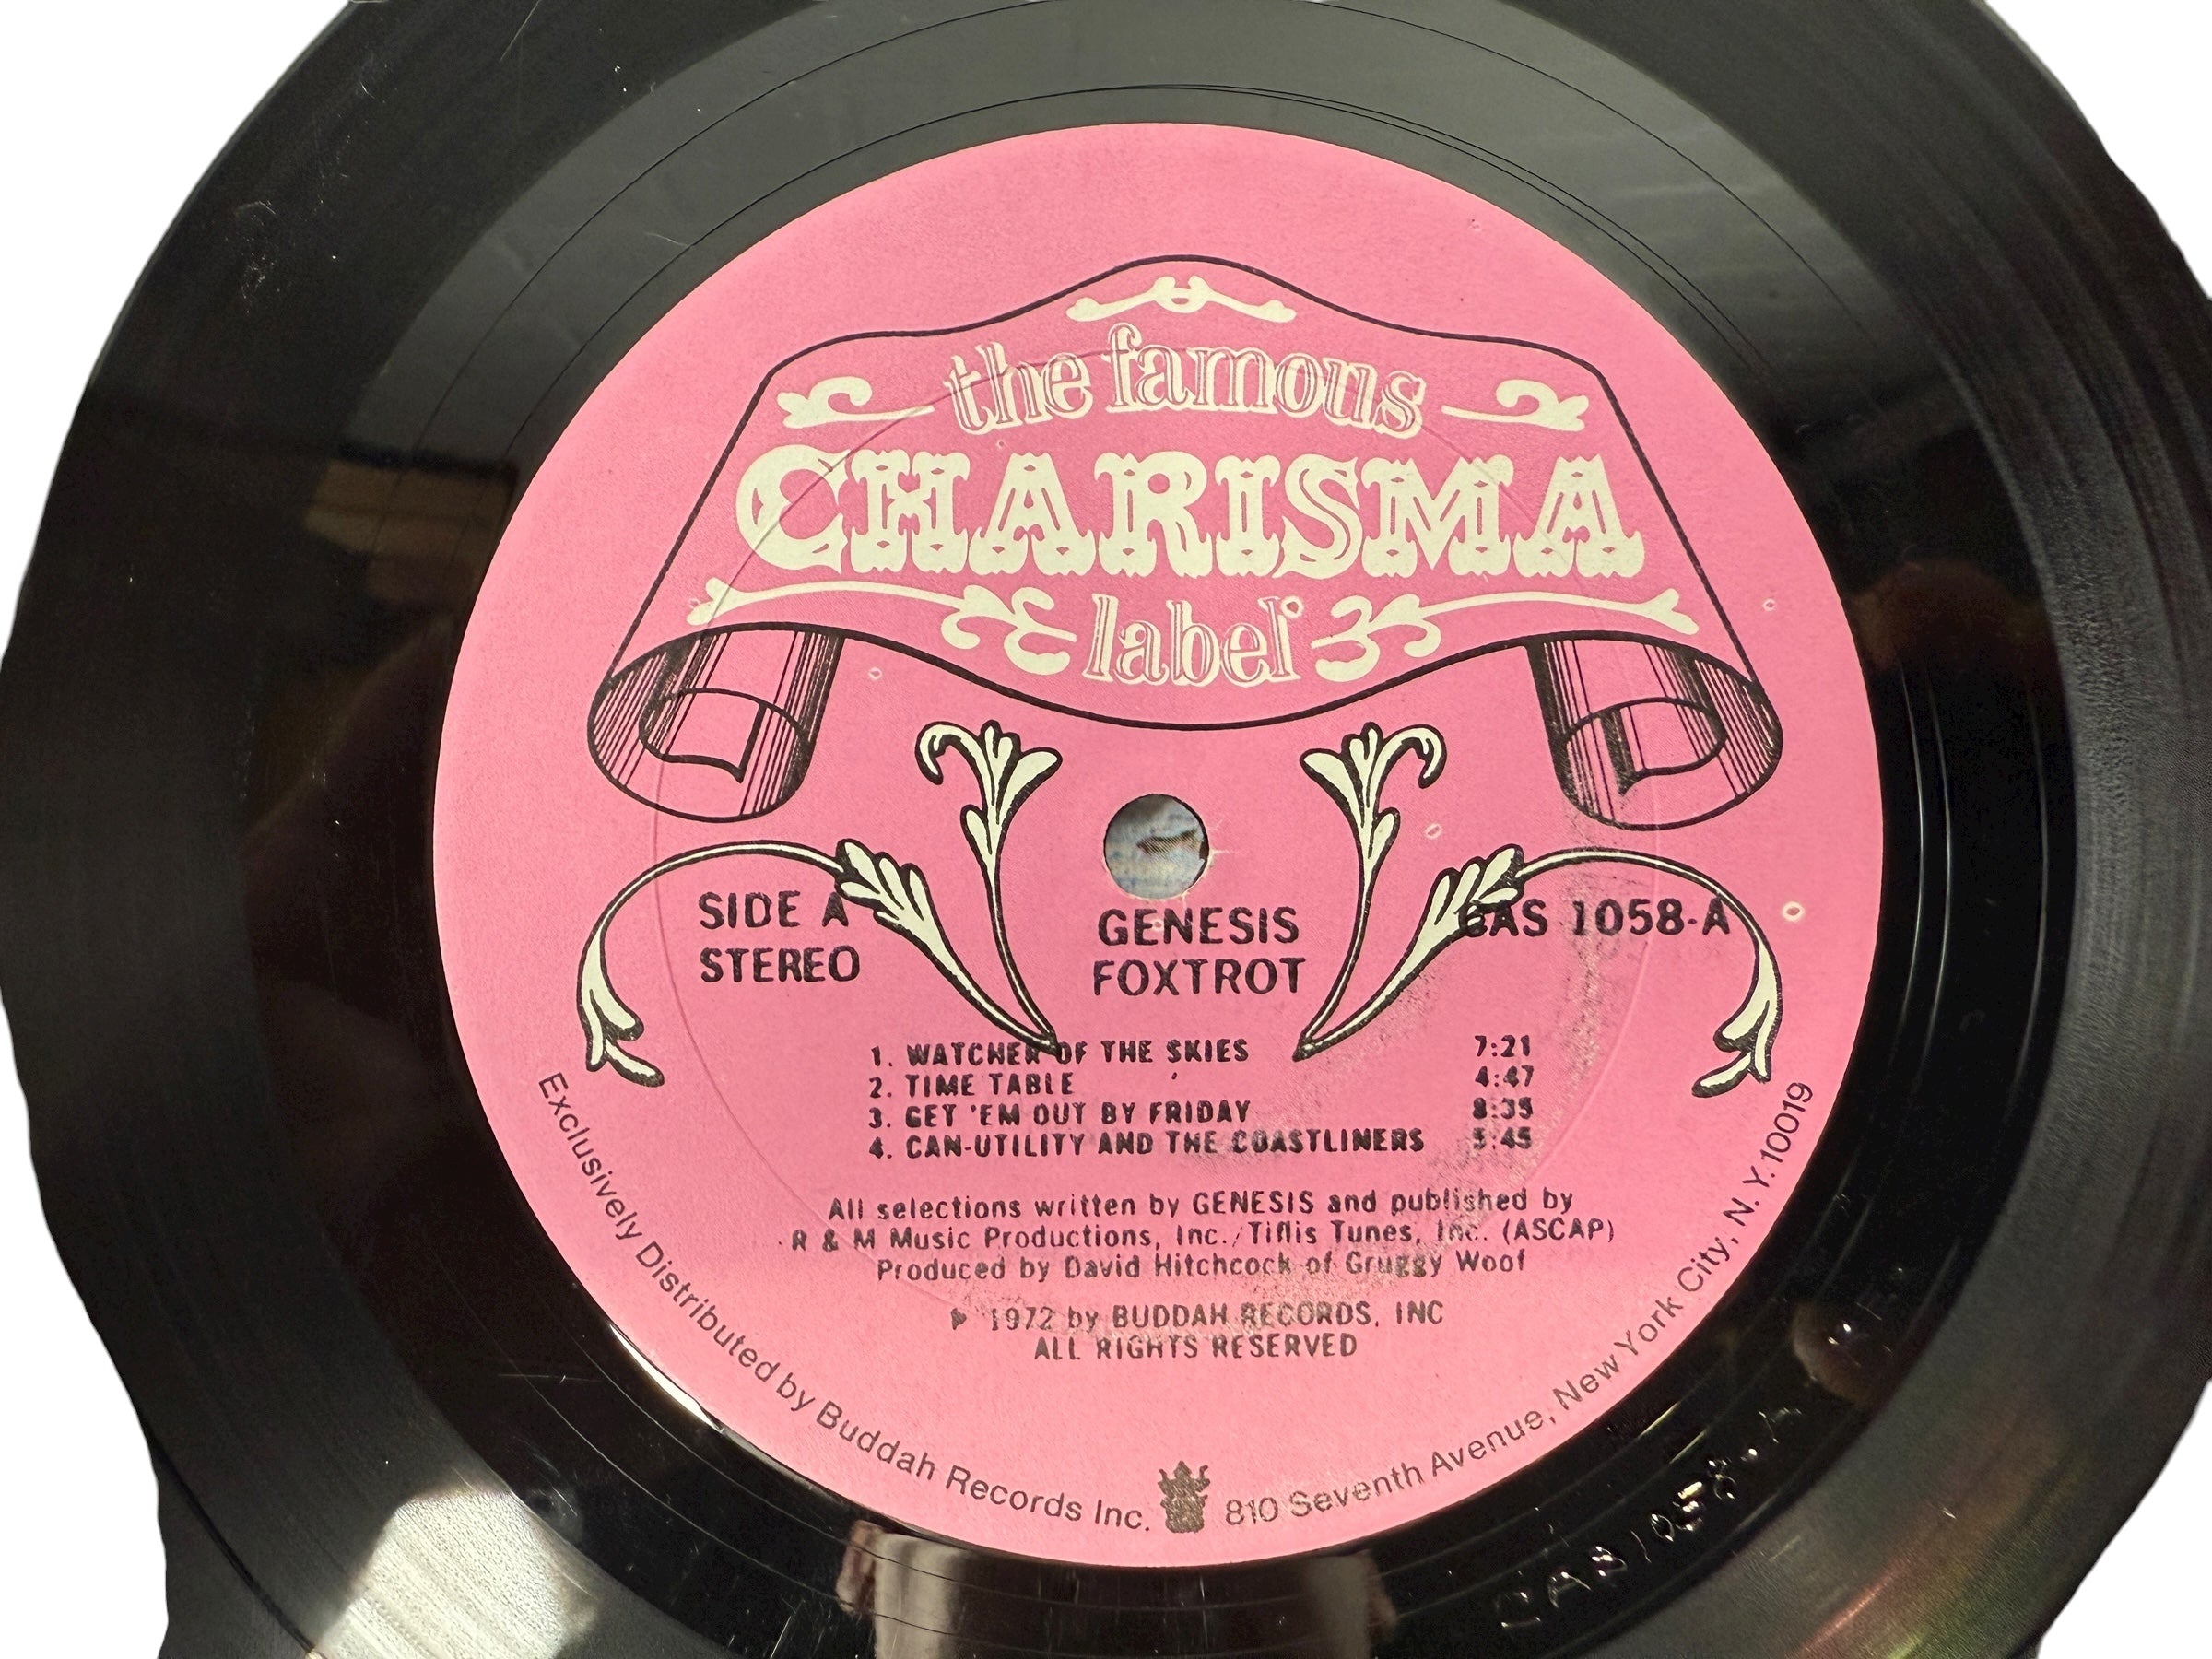 the famous
CHARISMA
label
SIDE A
STEREO
GENESIS
FOXTROT
CAS 1058-A
1. WATCHER OF THE SKIES 7:21
2. TIME TABLE 4:47
3. GET 'EM OUT BY FRIDAY 8:35
4. CAN-UTILITY AND THE COASTLINERS 5:45
All selections written by GENESIS and published by
R & M Music Productions, Inc./Tiflis Tunes, Inc. (ASCAP)
Produced by David Hitchcock of Gruggy Woof
℗ 1972 by BUDDAH RECORDS, INC
ALL RIGHTS RESERVED
Exclusively Distributed by Buddah Records Inc. 810 Seventh Avenue, New York City, N.Y. 10019
CAS 1058-A